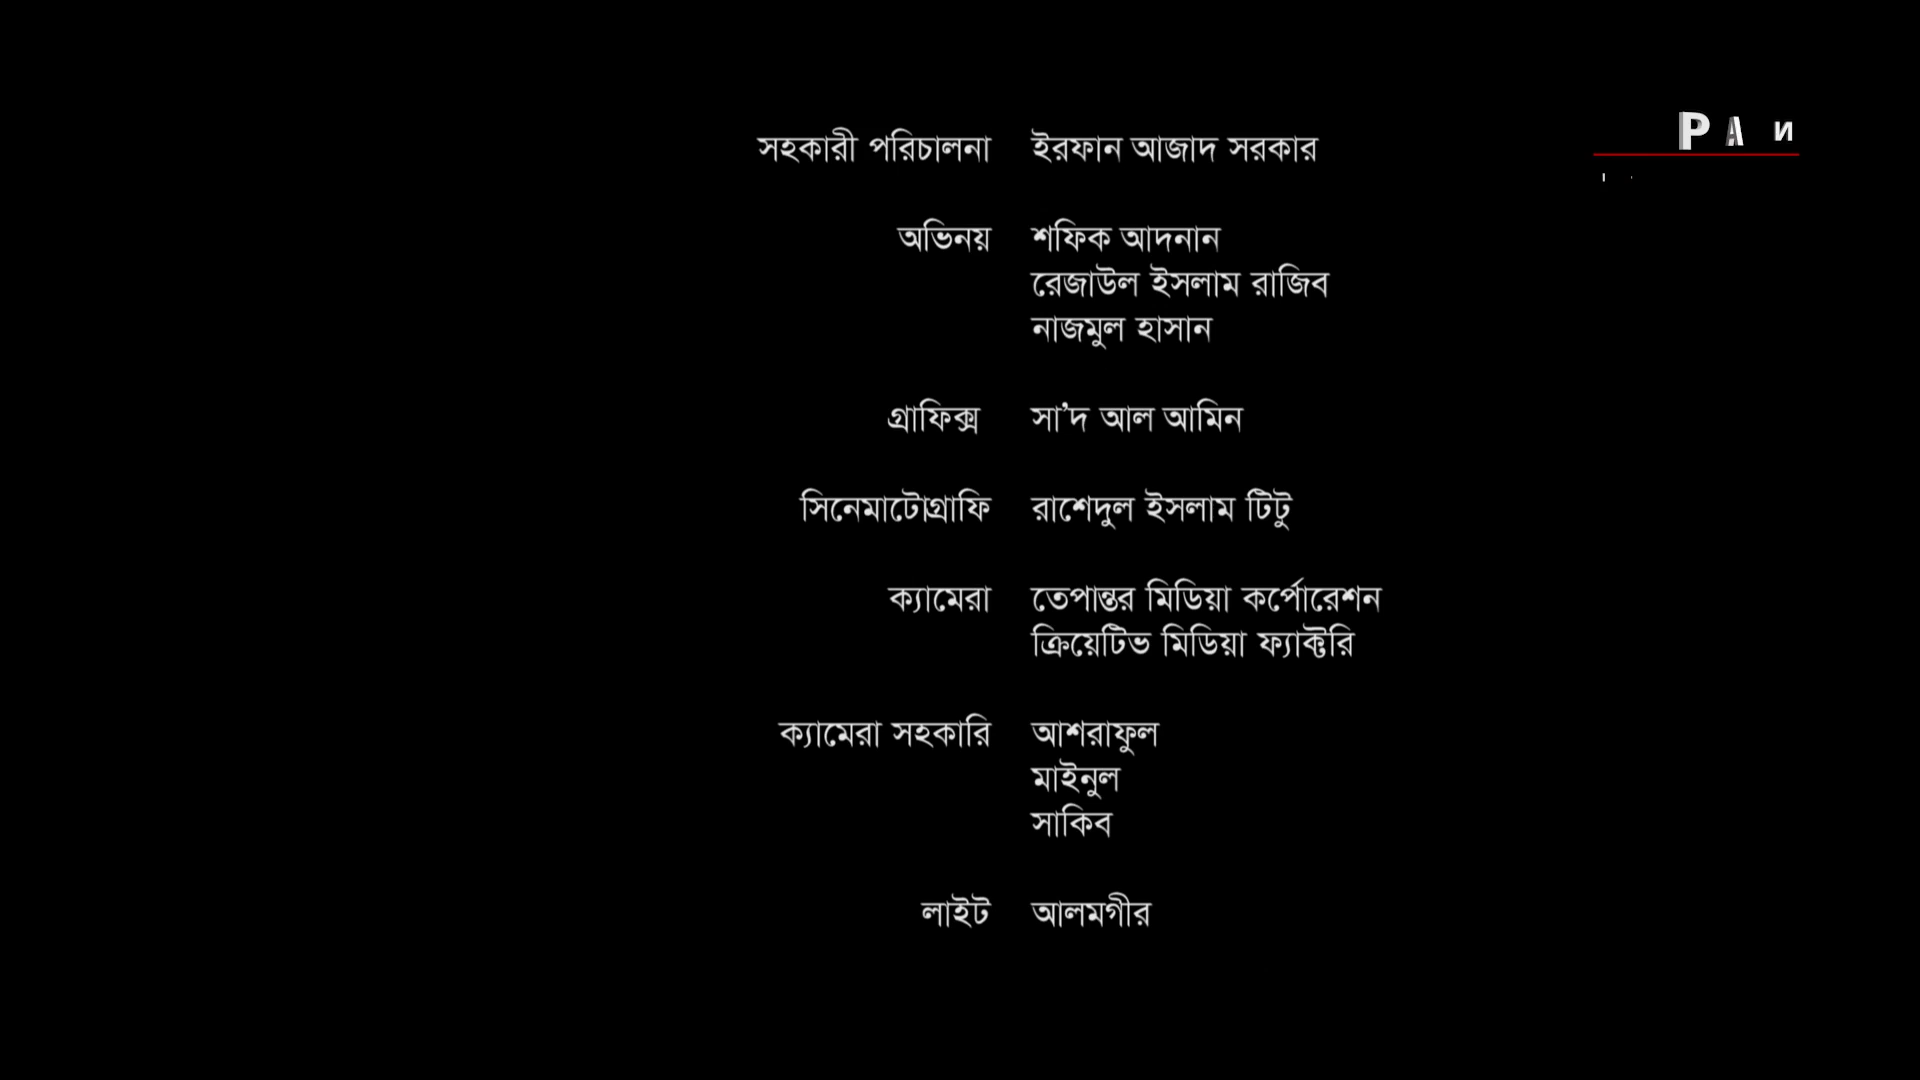 সহকারী পরিচালনা ইরফান আজাদ সরকার
অভিনয় শফিক আদনান
রেজাউল ইসলাম রাজিব
নাজমুল হাসান
গ্রাফিক্স সা'দ আল আমিন
সিনেমাটোগ্রাফি রাশেদুল ইসলাম টিটু
ক্যামেরা তেপান্তর মিডিয়া কর্পোরেশন
ক্রিয়েটিভ মিডিয়া ফ্যাক্টরি
ক্যামেরা সহকারি আশরাফুল
মাইনুল
সাকিব
লাইট আলমগীর